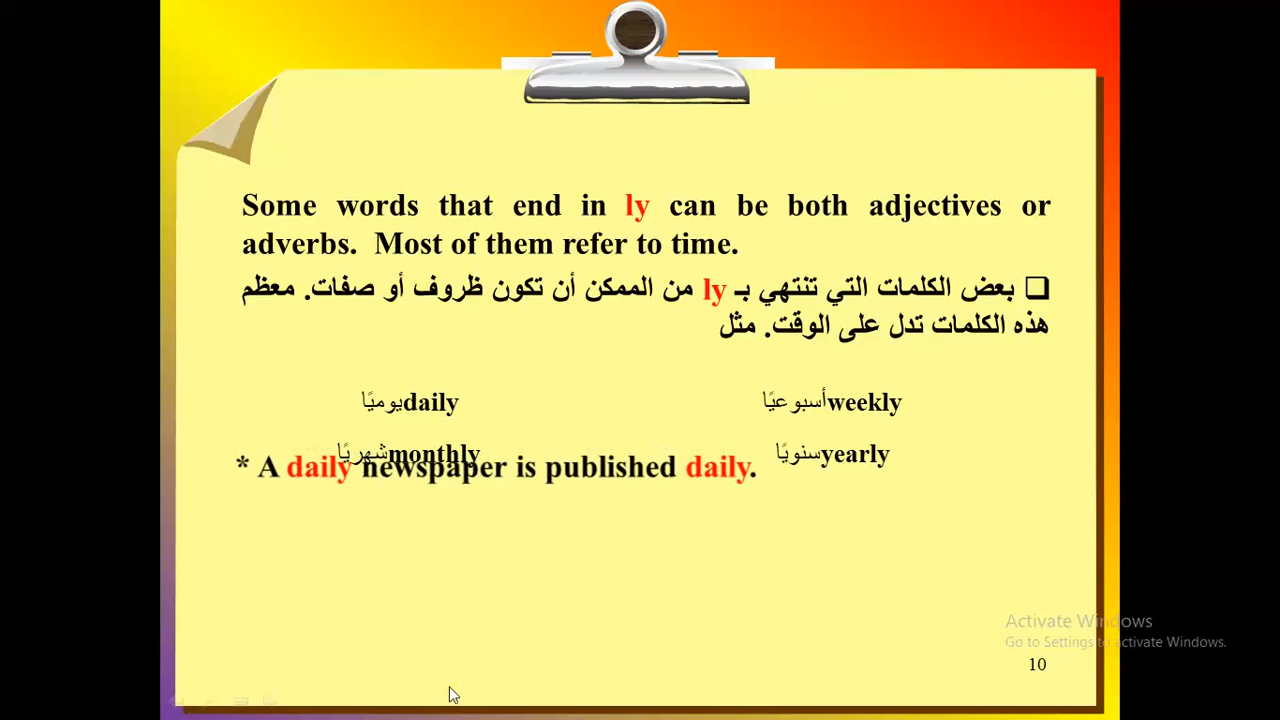 Some words that end in ly can be both adjectives or
adverbs. Most of them refer to time.
❑ بعض الكلمات التي تنتهي بـ ly من الممكن أن تكون ظروف أو صفات. معظم
هذه الكلمات تدل على الوقت. مثل
يوميًاdaily أسبوعيًاweekly
شهريًاmonthly سنويًاyearly
* A daily newspaper is published daily.
Activate Windows
Go to Settings to activate Windows.
10